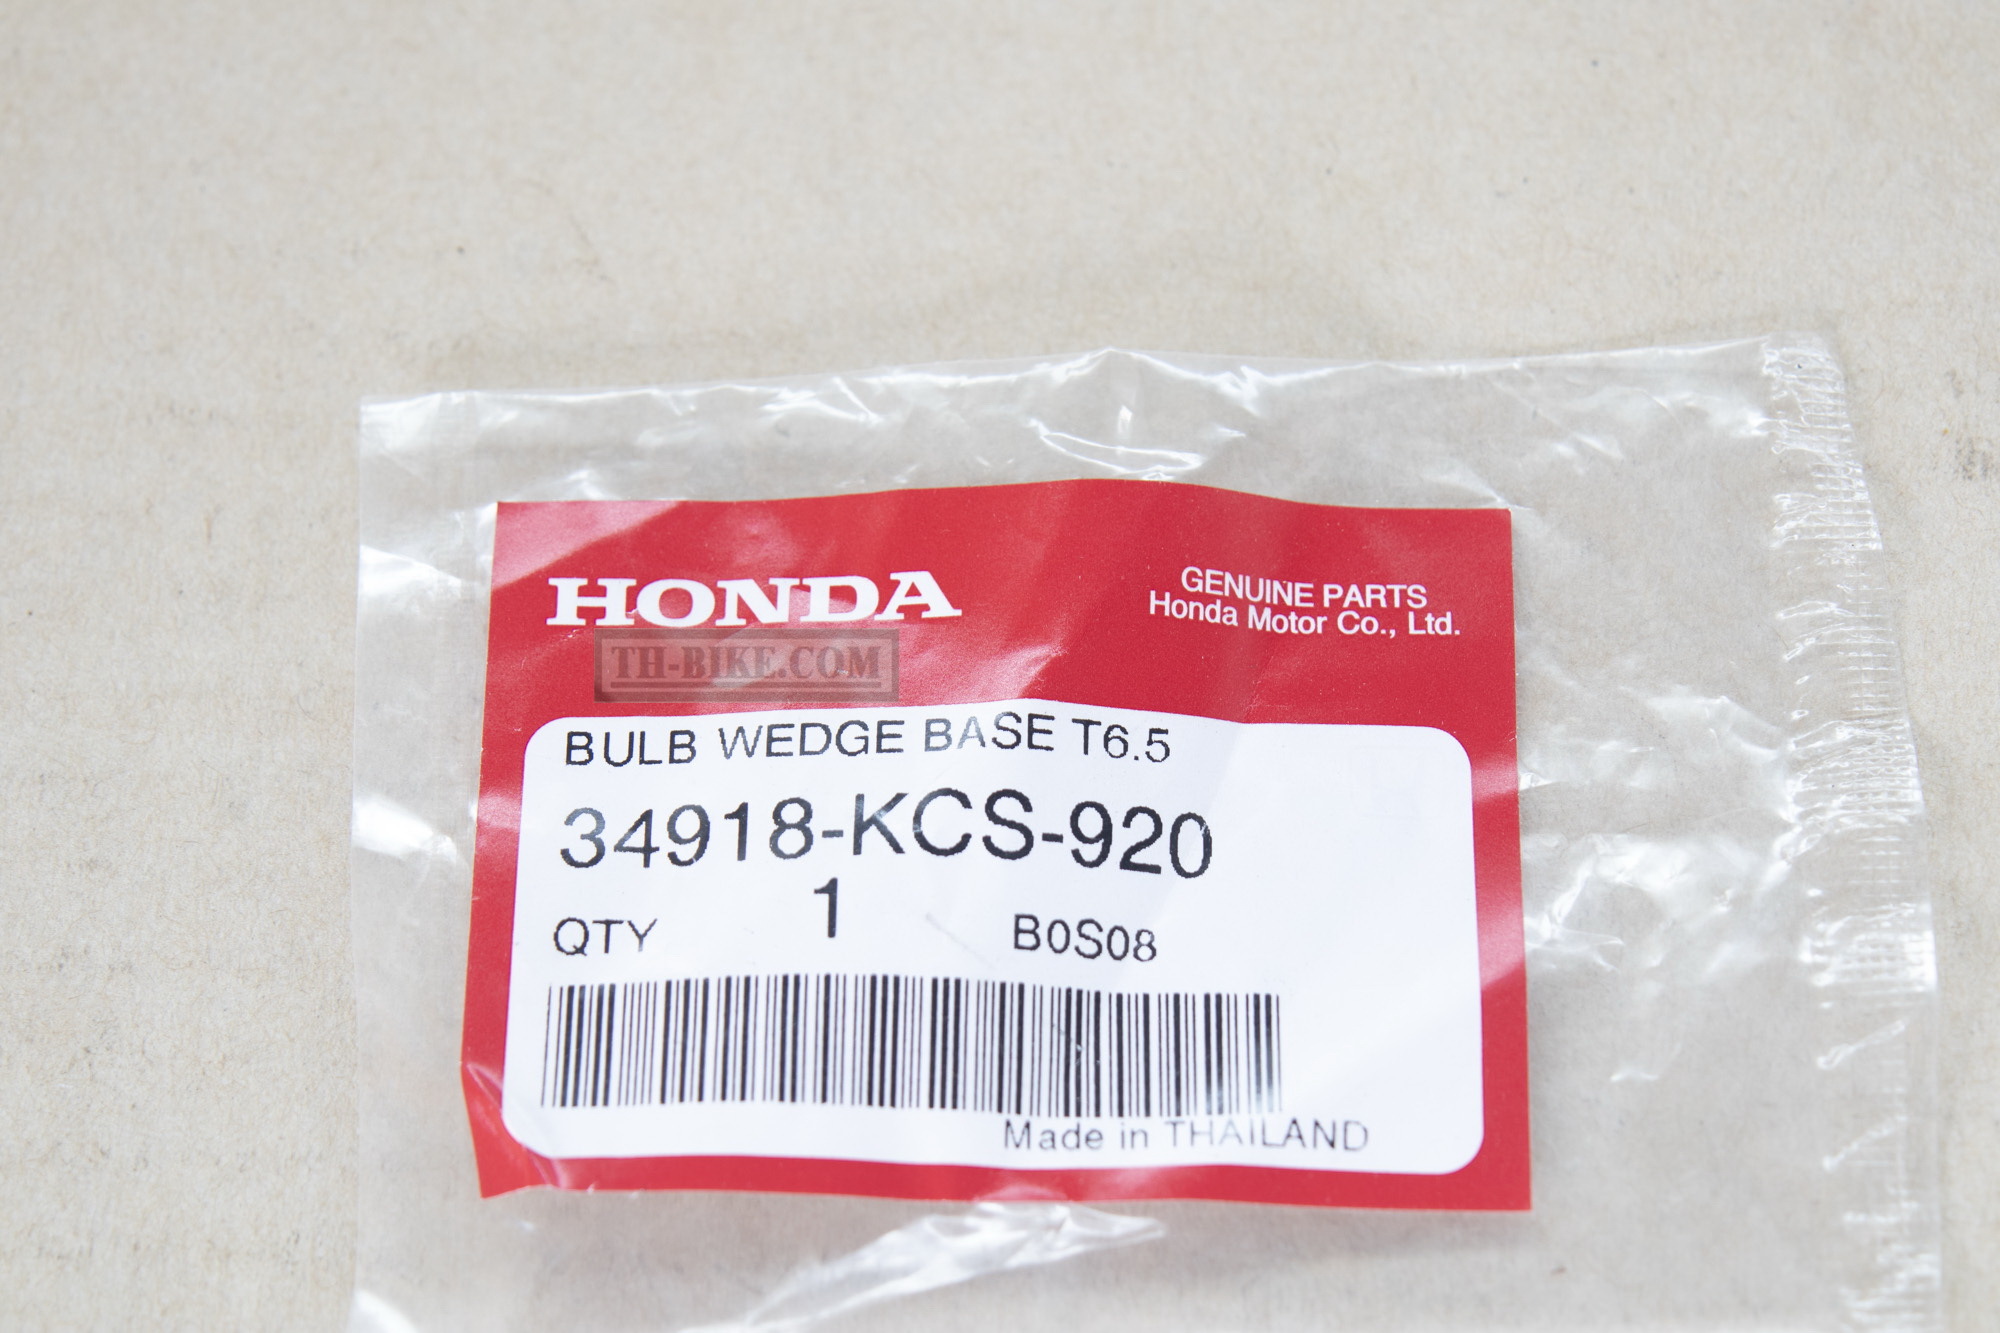 HONDA
GENUINE PARTS
Honda Motor Co., Ltd.
TH-BIKE.COM
BULB WEDGE BASE T6.5
34918-KCS-920
QTY 1 B0S08
Made in THAILAND